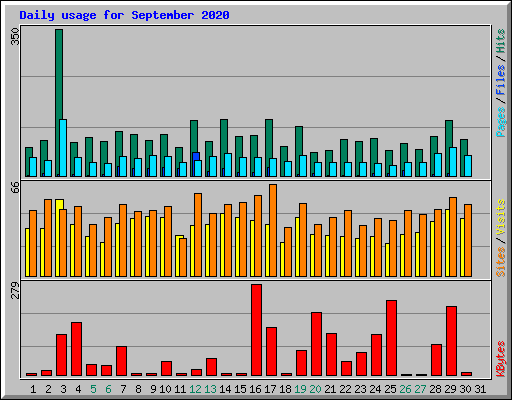 Daily usage for September 2020
350
Pages / Files / Hits
66
Sites / Visits
279
KBytes
1 2 3 4 5 6 7 8 9 10 11 12 13 14 15 16 17 18 19 20 21 22 23 24 25 26 27 28 29 30 31